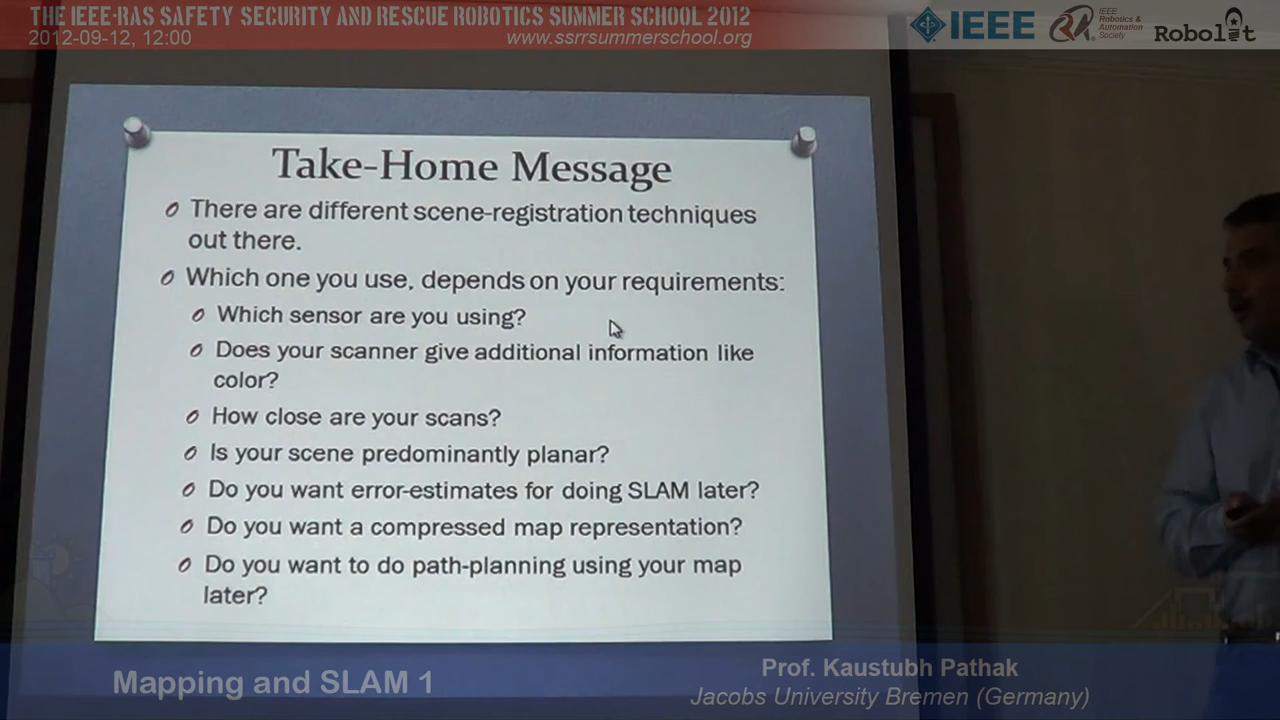 THE IEEE-RAS SAFETY SECURITY AND RESCUE ROBOTICS SUMMER SCHOOL 2012
2012-09-12, 12:00
www.ssrrsummerschool.org
IEEE
IEEE
Robotics &
Automation
Society
Robolit
Take-Home Message
There are different scene-registration techniques
out there.
Which one you use, depends on your requirements:
Which sensor are you using?
Does your scanner give additional information like
color?
How close are your scans?
Is your scene predominantly planar?
Do you want error-estimates for doing SLAM later?
Do you want a compressed map representation?
Do you want to do path-planning using your map
later?
Mapping and SLAM 1
Prof. Kaustubh Pathak
Jacobs University Bremen (Germany)